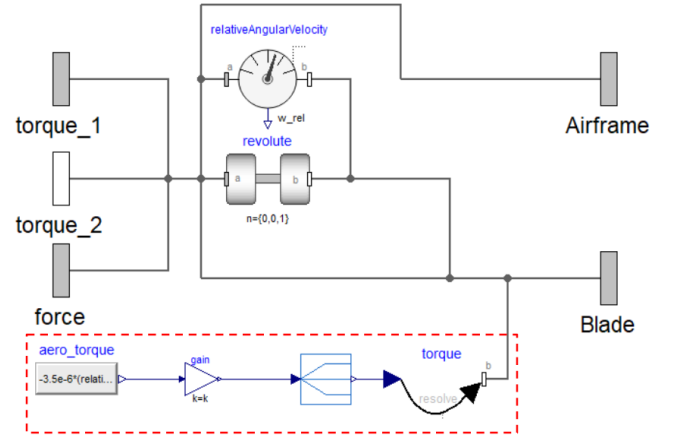 relativeAngularVelocity
a
b
w_rel
torque_1
Airframe
revolute
a
b
torque_2
n={0,0,1}
force
Blade
aero_torque
gain
torque
b
-3.5e-6*(relati...
k=k
resolve